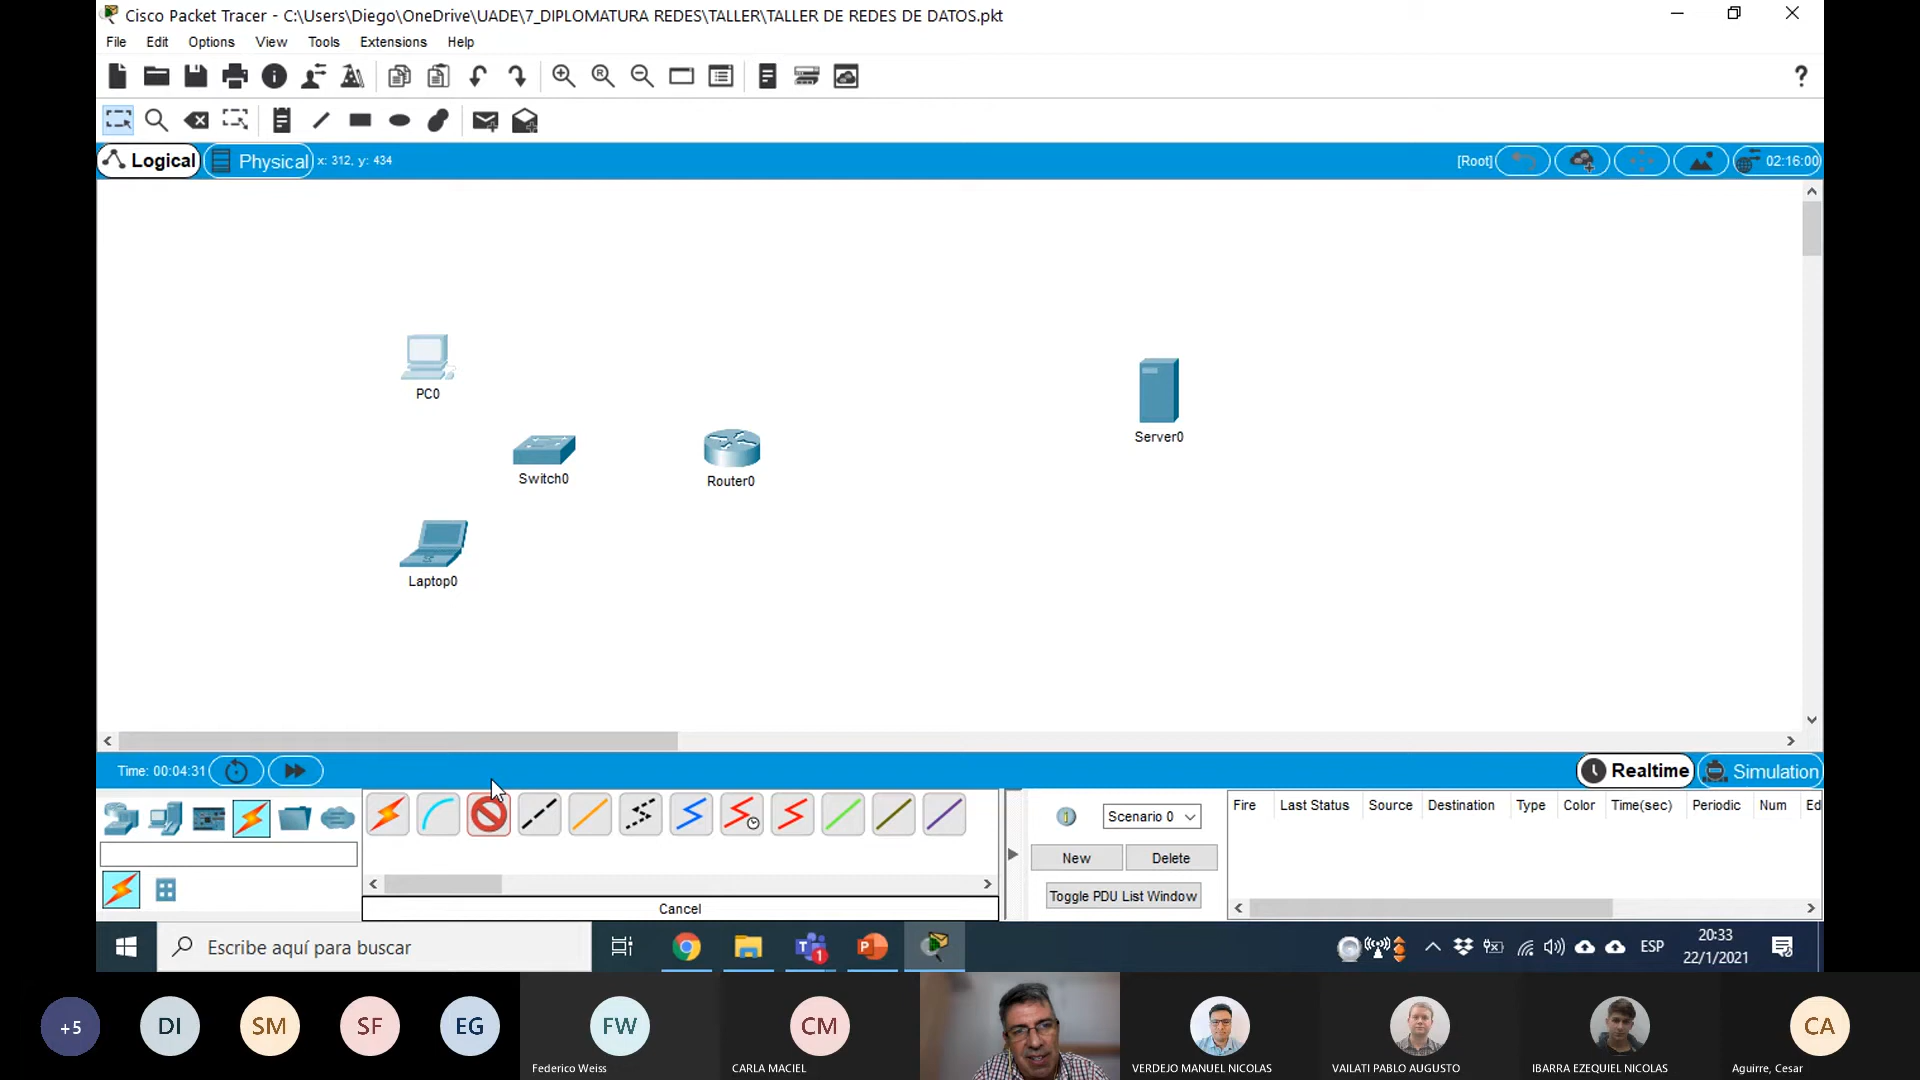 Cisco Packet Tracer - C:\Users\Diego\OneDrive\UADE\7_DIPLOMATURA REDES\TALLER\TALLER DE REDES DE DATOS.pkt
File Edit Options View Tools Extensions Help
?
Logical Physical x: 312, y: 434 [Root] 02:16:00
PC0
Server0
Switch0
Router0
Laptop0
Time: 00:04:31 Realtime Simulation
Scenario 0
Fire Last Status Source Destination Type Color Time(sec) Periodic Num Ed
New Delete
Toggle PDU List Window
Cancel
Escribe aquí para buscar
1
ESP
20:33
22/1/2021
+5 DI SM SF EG FW CM CA
Federico Weiss CARLA MACIEL VERDEJO MANUEL NICOLAS VAILATI PABLO AUGUSTO IBARRA EZEQUIEL NICOLAS Aguirre, Cesar